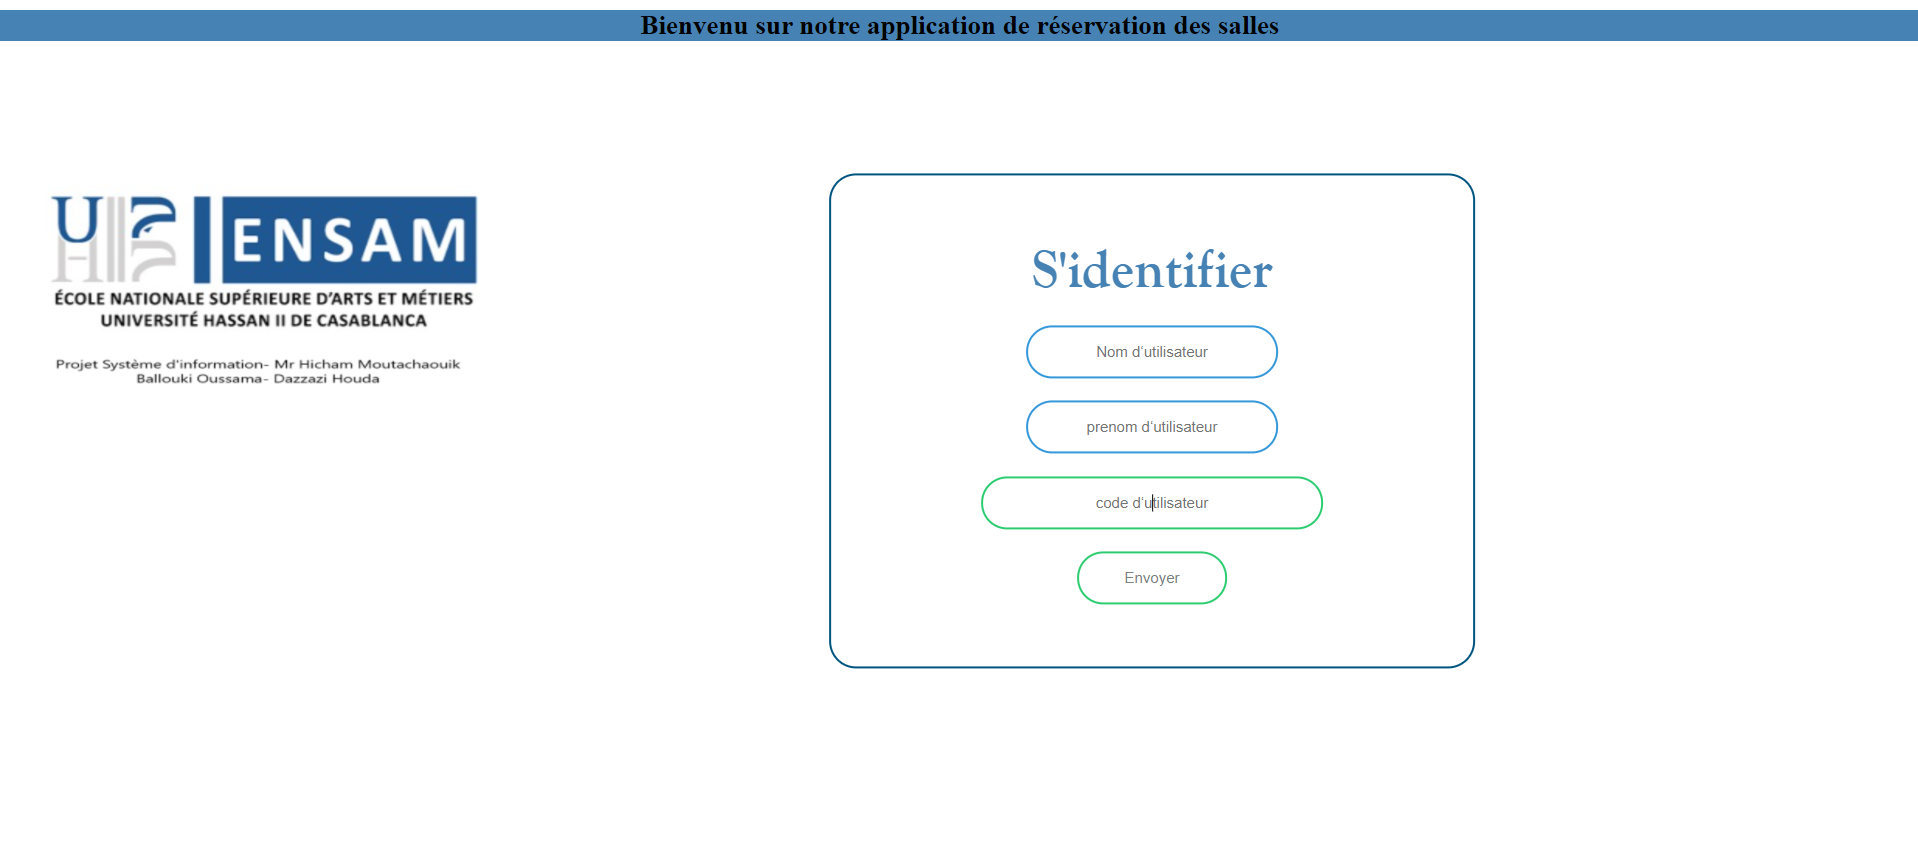 Bienvenu sur notre application de réservation des salles
UH2C
ENSAM
ÉCOLE NATIONALE SUPÉRIEURE D'ARTS ET MÉTIERS
UNIVERSITÉ HASSAN II DE CASABLANCA
Projet Système d'information- Mr Hicham Moutachaouik
Ballouki Oussama- Dazzazi Houda
S'identifier
Nom d'utilisateur
prenom d'utilisateur
code d'utilisateur
Envoyer